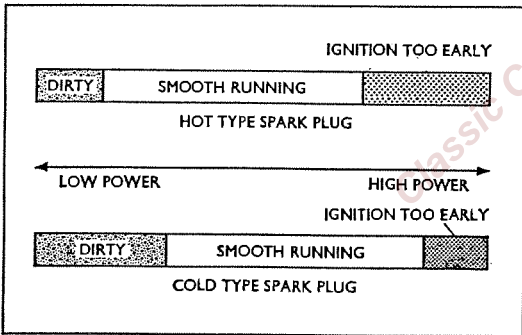 IGNITION TOO EARLY
DIRTY SMOOTH RUNNING
HOT TYPE SPARK PLUG
LOW POWER HIGH POWER
IGNITION TOO EARLY
DIRTY SMOOTH RUNNING
COLD TYPE SPARK PLUG
Classic C